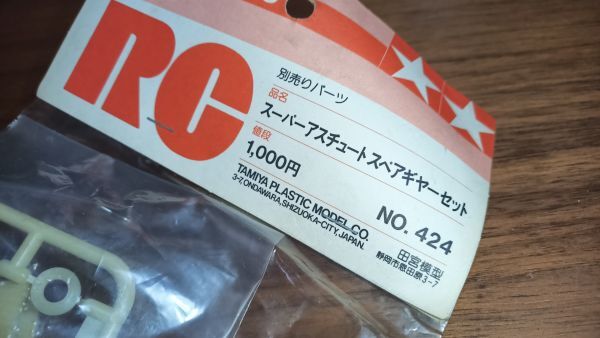 RC
別売りパーツ
品名
スーパーアスチュートスペアギヤーセット
値段
1,000円
NO. 424
TAMIYA PLASTIC MODEL CO.
3-7, ONDAWARA, SHIZUOKA-CITY, JAPAN.
田宮模型
静岡市恩田原3-7